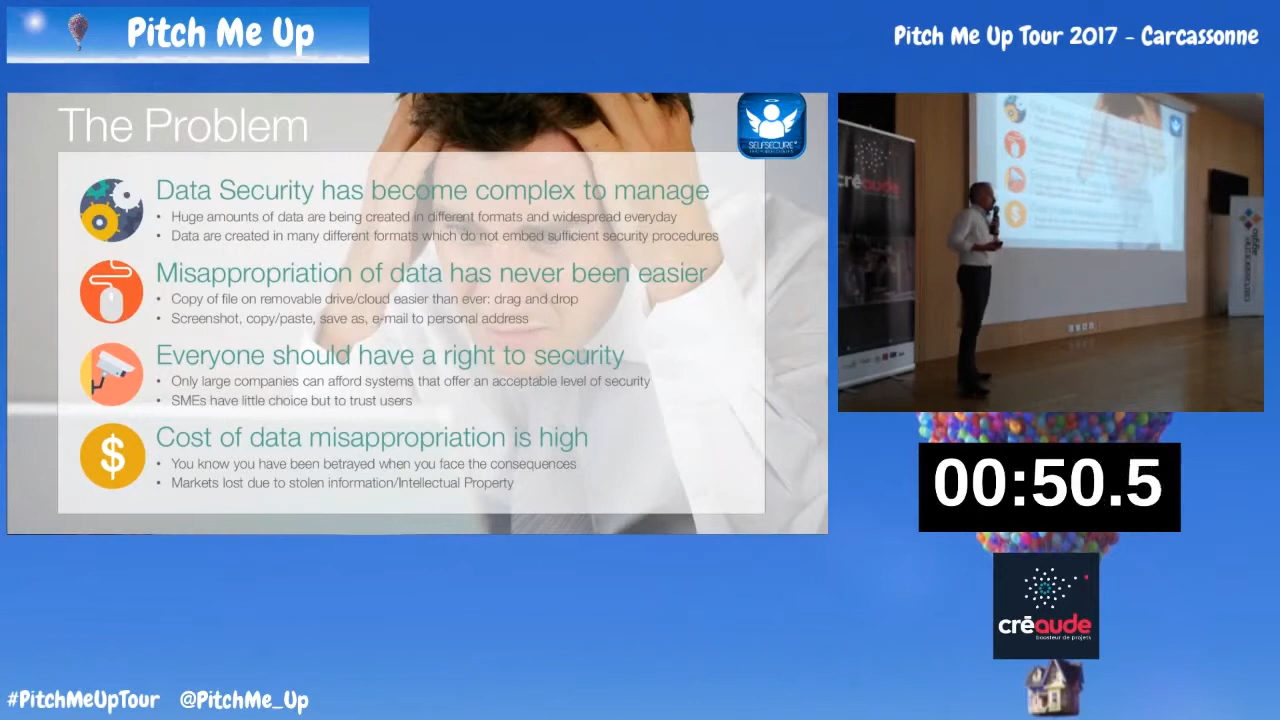 Pitch Me Up
Pitch Me Up Tour 2017 - Carcassonne
The Problem
SELFSECURE
Data Security has become complex to manage
• Huge amounts of data are being created in different formats and widespread everyday
• Data are created in many different formats which do not embed sufficient security procedures
Misappropriation of data has never been easier
• Copy of file on removable drive/cloud easier than ever: drag and drop
• Screenshot, copy/paste, save as, e-mail to personal address
Everyone should have a right to security
• Only large companies can afford systems that offer an acceptable level of security
• SMEs have little choice but to trust users
$ Cost of data misappropriation is high
• You know you have been betrayed when you face the consequences
• Markets lost due to stolen information/Intellectual Property
créaude
00:50.5
créaude
boosteur de projets
#PitchMeUpTour @PitchMe_Up